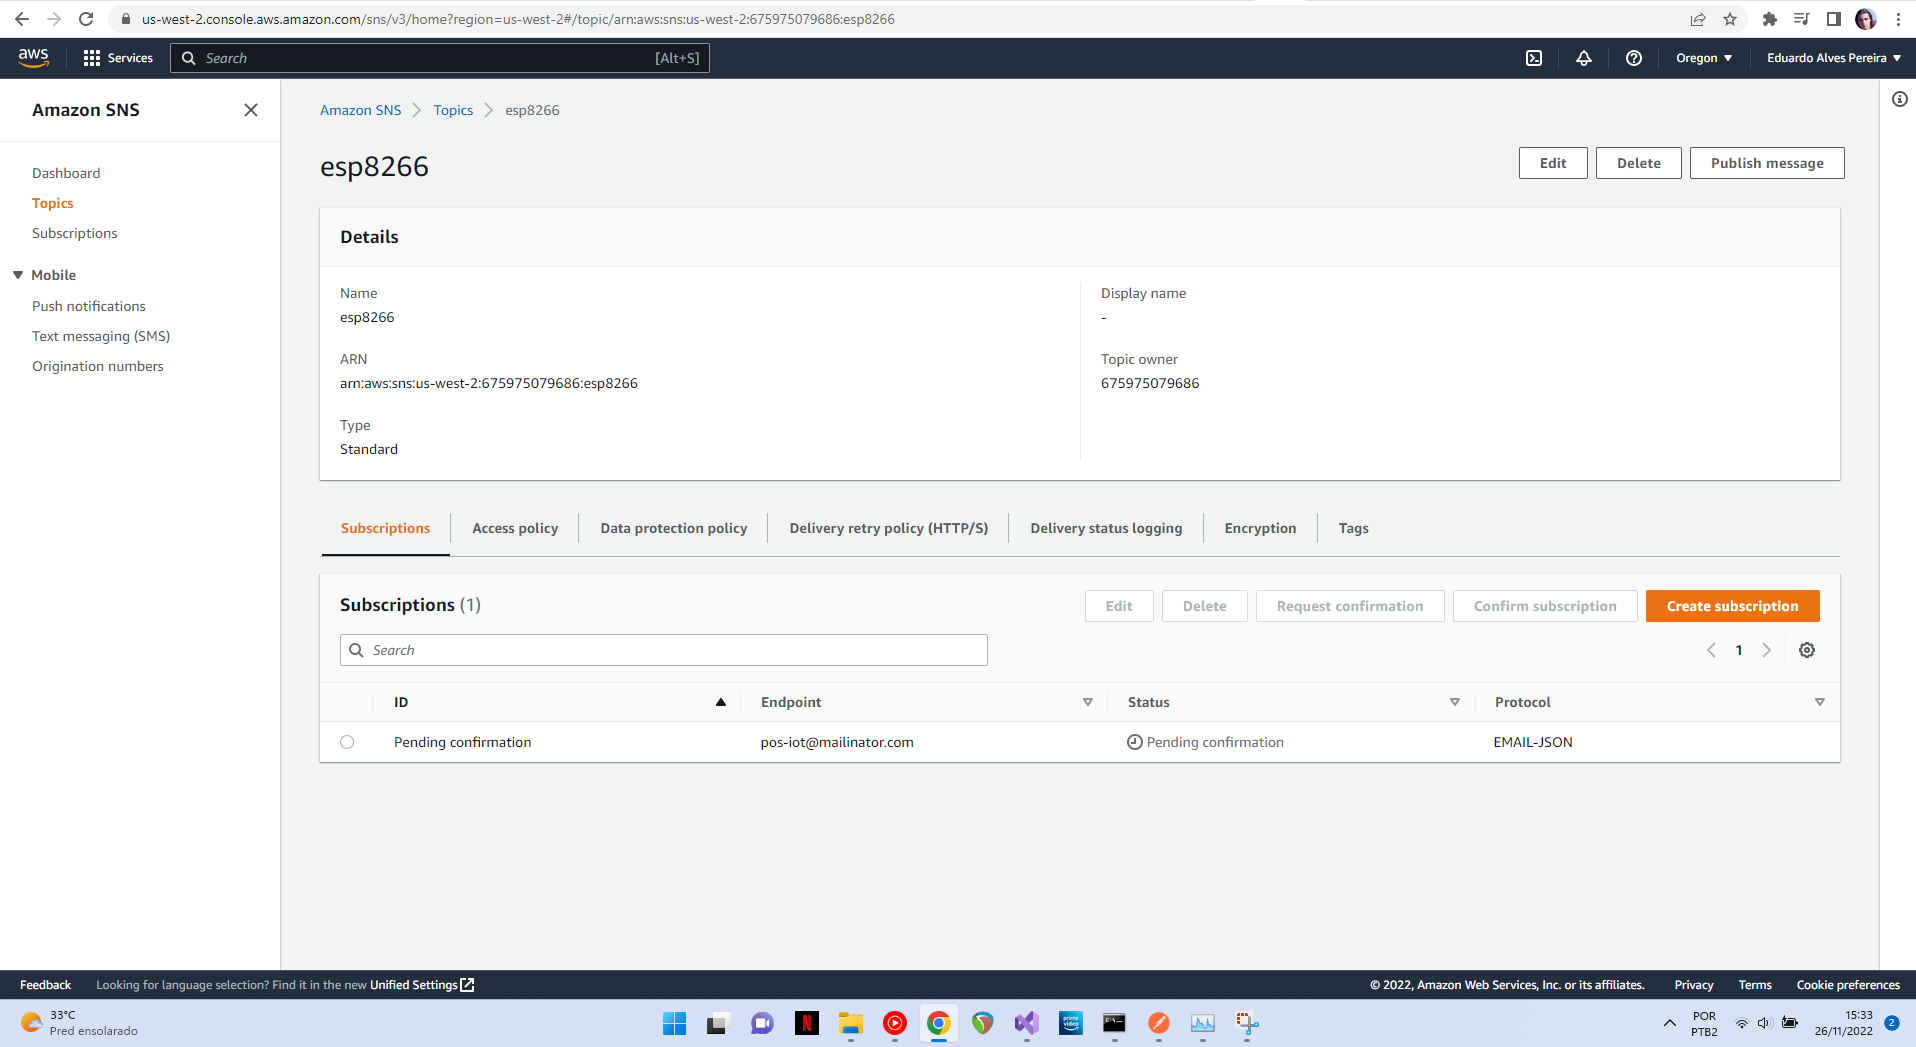 us-west-2.console.aws.amazon.com/sns/v3/home?region=us-west-2#/topic/arn:aws:sns:us-west-2:675975079686:esp8266
aws
Services
Search
[Alt+S]
Oregon
Eduardo Alves Pereira
Amazon SNS
Dashboard
Topics
Subscriptions
Mobile
Push notifications
Text messaging (SMS)
Origination numbers
Amazon SNS
Topics
esp8266
esp8266
Edit
Delete
Publish message
Details
Name
esp8266
ARN
arn:aws:sns:us-west-2:675975079686:esp8266
Type
Standard
Display name
-
Topic owner
675975079686
Subscriptions
Access policy
Data protection policy
Delivery retry policy (HTTP/S)
Delivery status logging
Encryption
Tags
Subscriptions (1)
Edit
Delete
Request confirmation
Confirm subscription
Create subscription
Search
1
ID
Endpoint
Status
Protocol
Pending confirmation
pos-iot@mailinator.com
Pending confirmation
EMAIL-JSON
Feedback
Looking for language selection? Find it in the new Unified Settings
© 2022, Amazon Web Services, Inc. or its affiliates.
Privacy
Terms
Cookie preferences
33°C
Pred ensolarado
N
prime video
POR
PTB2
15:33
26/11/2022
2